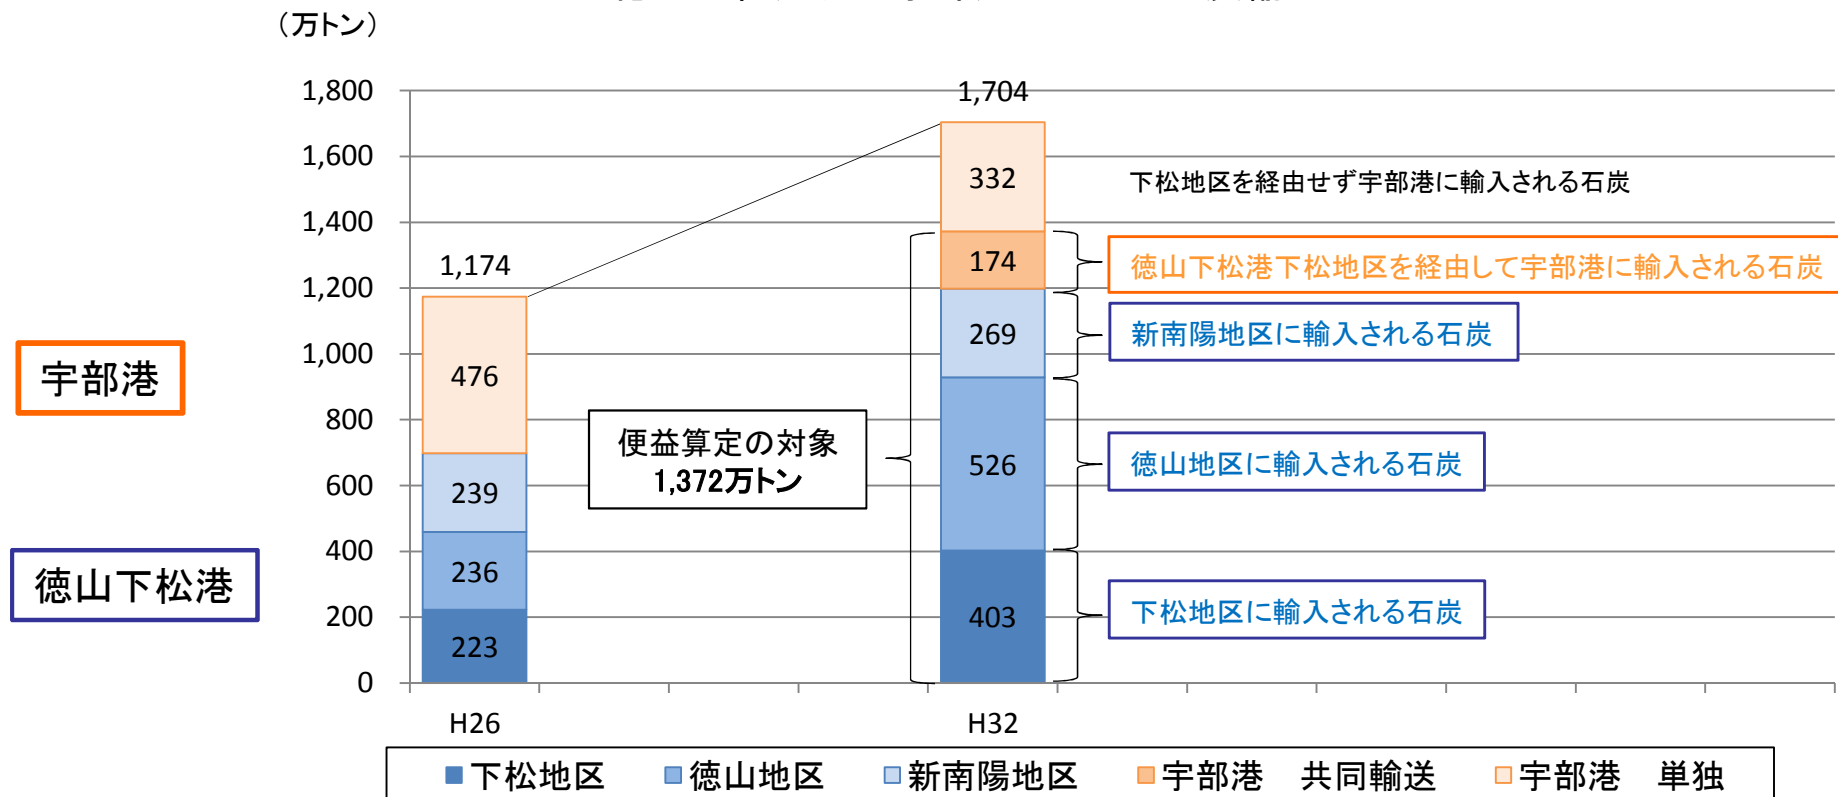 （万トン）
1,800
1,600
1,400
1,200
1,000
800
600
400
200
0
1,174
476
239
236
223
H26
1,704
332
174
269
526
403
H32
宇部港
徳山下松港
便益算定の対象
1,372万トン
下松地区を経由せず宇部港に輸入される石炭
徳山下松港下松地区を経由して宇部港に輸入される石炭
新南陽地区に輸入される石炭
徳山地区に輸入される石炭
下松地区に輸入される石炭
下松地区 徳山地区 新南陽地区 宇部港　共同輸送 宇部港　単独